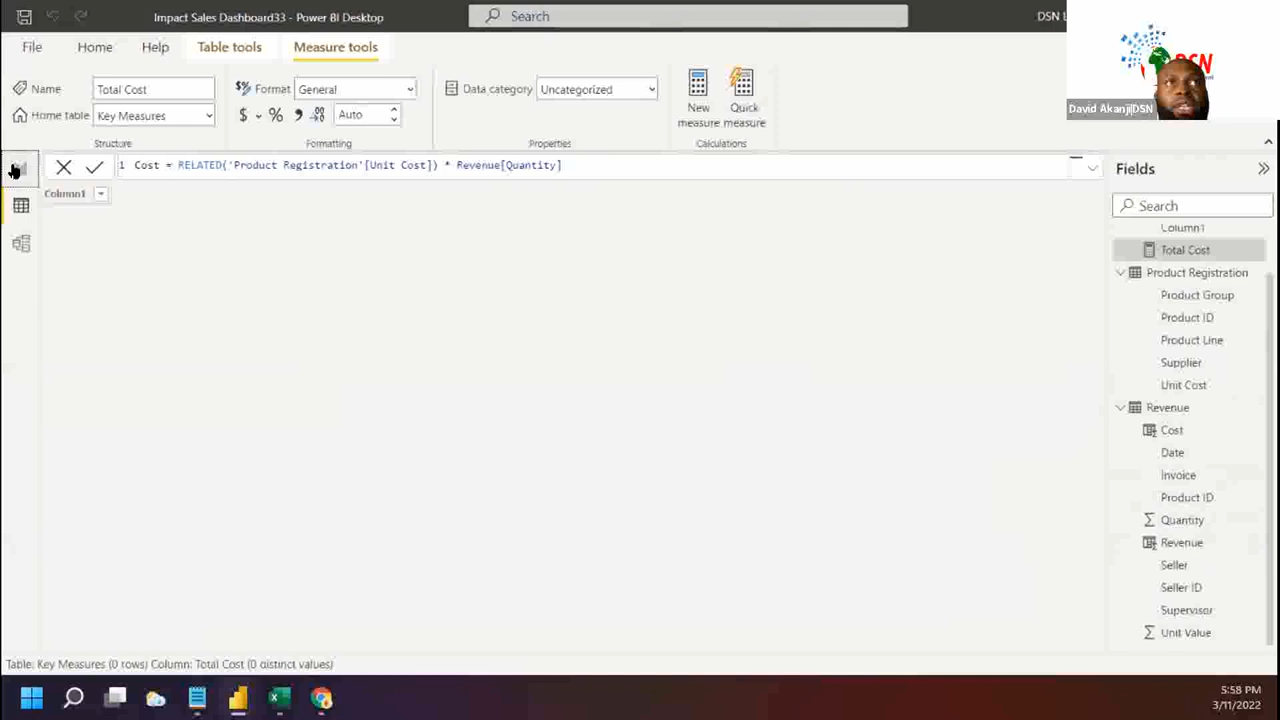 Impact Sales Dashboard33 - Power BI Desktop
Search
File
Home
Help
Table tools
Measure tools
Name
Total Cost
Home table
Key Measures
Structure
Format
General
$ % 9 Auto
Formatting
Data category
Uncategorized
Properties
New measure
Quick measure
Calculations
David Akanji|DSN
1 Cost = RELATED('Product Registration'[Unit Cost]) * Revenue[Quantity]
Column1
Fields
Search
Column1
Total Cost
Product Registration
Product Group
Product ID
Product Line
Supplier
Unit Cost
Revenue
Cost
Date
Invoice
Product ID
Quantity
Revenue
Seller
Seller ID
Supervisor
Unit Value
Table: Key Measures (0 rows) Column: Total Cost (0 distinct values)
5:58 PM
3/11/2022